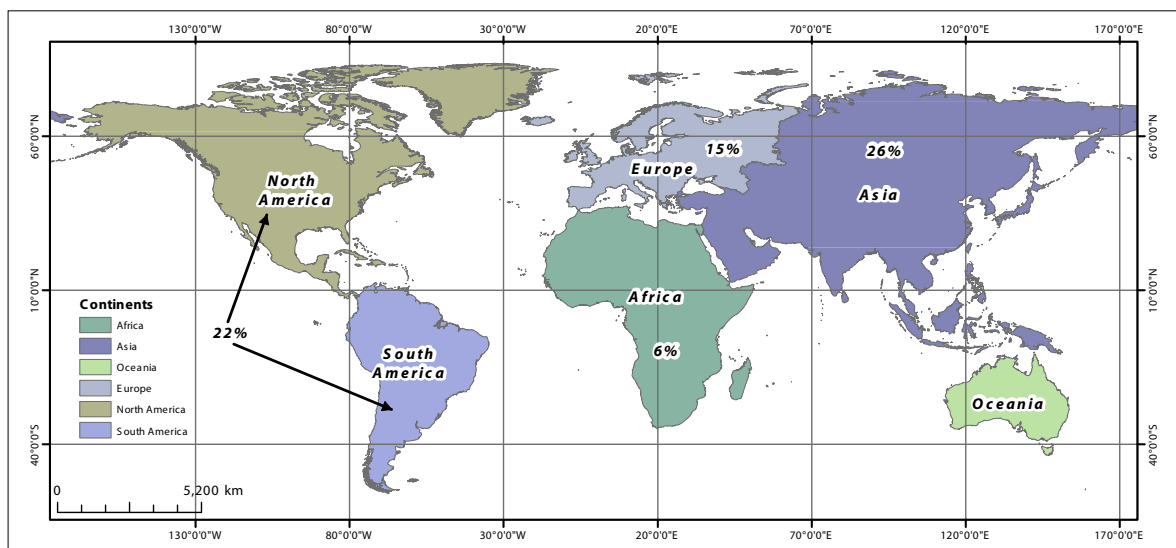 130°0'0"W 80°0'0"W 30°0'0"W 20°0'0"E 70°0'0"E 120°0'0"E 170°0'0"E
60°0'0"N
60°0'0"N
10°0'0"N
10°0'0"N
40°0'0"S
40°0'0"S
North
America
Europe
15%
26%
Asia
Africa
6%
22%
South
America
Oceania
Continents
Africa
Asia
Oceania
Europe
North America
South America
0 5,200 km
130°0'0"W 80°0'0"W 30°0'0"W 20°0'0"E 70°0'0"E 120°0'0"E 170°0'0"E